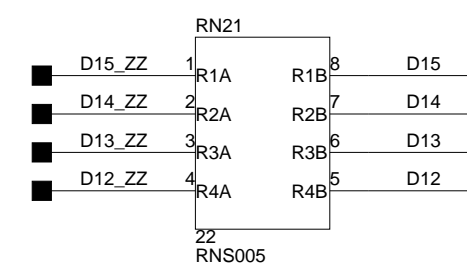 RN21
D15_ZZ 1 R1A R1B 8 D15
D14_ZZ 2 R2A R2B 7 D14
D13_ZZ 3 R3A R3B 6 D13
D12_ZZ 4 R4A R4B 5 D12
22
RNS005